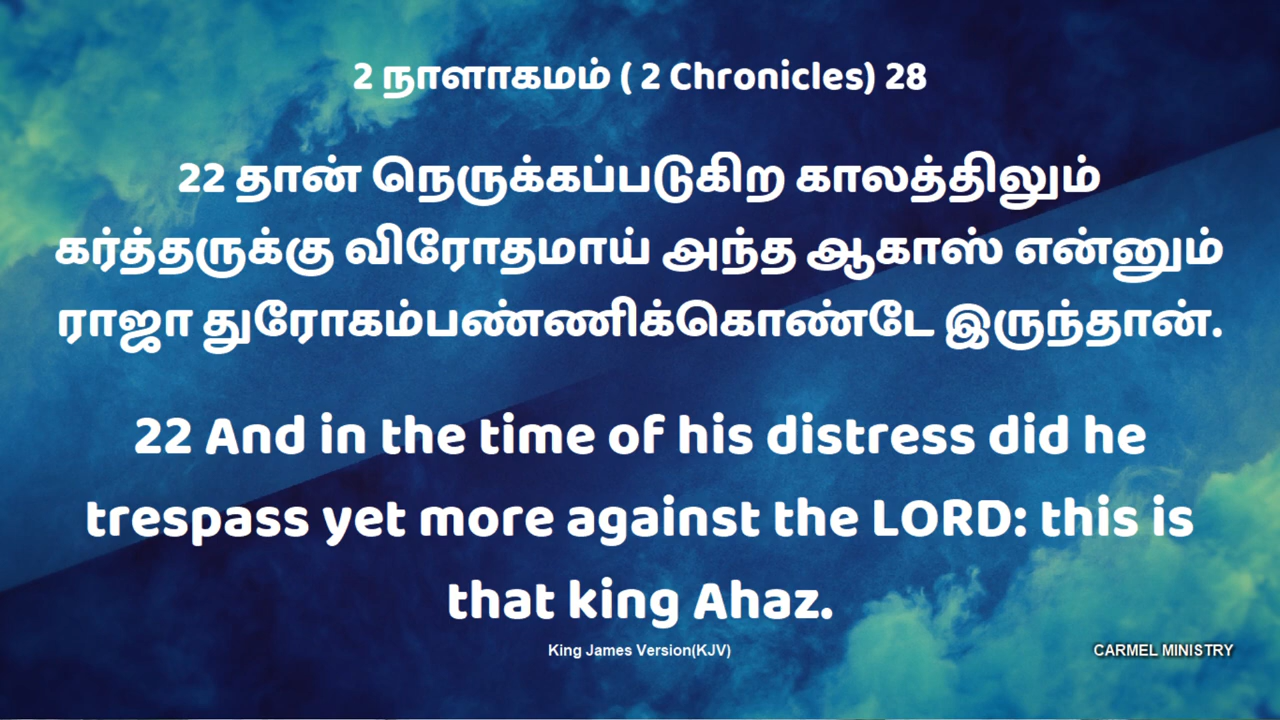 2 நாளாகமம் ( 2 Chronicles) 28
22 தான் நெருக்கப்படுகிற காலத்திலும்
கர்த்தருக்கு விரோதமாய் அந்த ஆகாஸ் என்னும்
ராஜா துரோகம்பண்ணிக்கொண்டே இருந்தான்.
22 And in the time of his distress did he
trespass yet more against the LORD: this is
that king Ahaz.
King James Version(KJV)
CARMEL MINISTRY